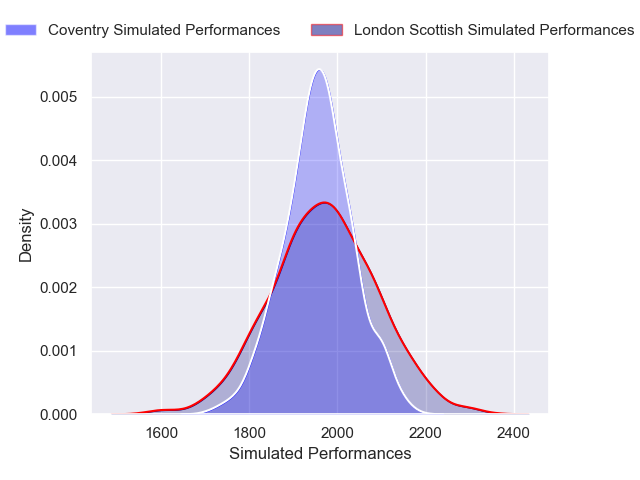 Coventry Simulated Performances
London Scottish Simulated Performances
0.005
0.004
0.003
0.002
0.001
0.000
Density
1600
1800
2000
2200
2400
Simulated Performances